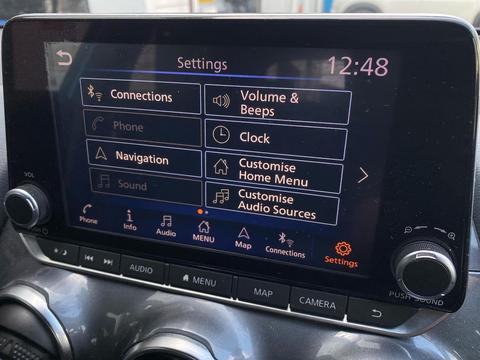 Settings
12:48
Connections
Volume &
Beeps
Phone
Clock
Navigation
Customise
Home Menu
Sound
Customise
Audio Sources
VOL
Phone
Info
Audio
MENU
Map
Connections
Settings
AUDIO
MENU
MAP
CAMERA
PUSH SOUND